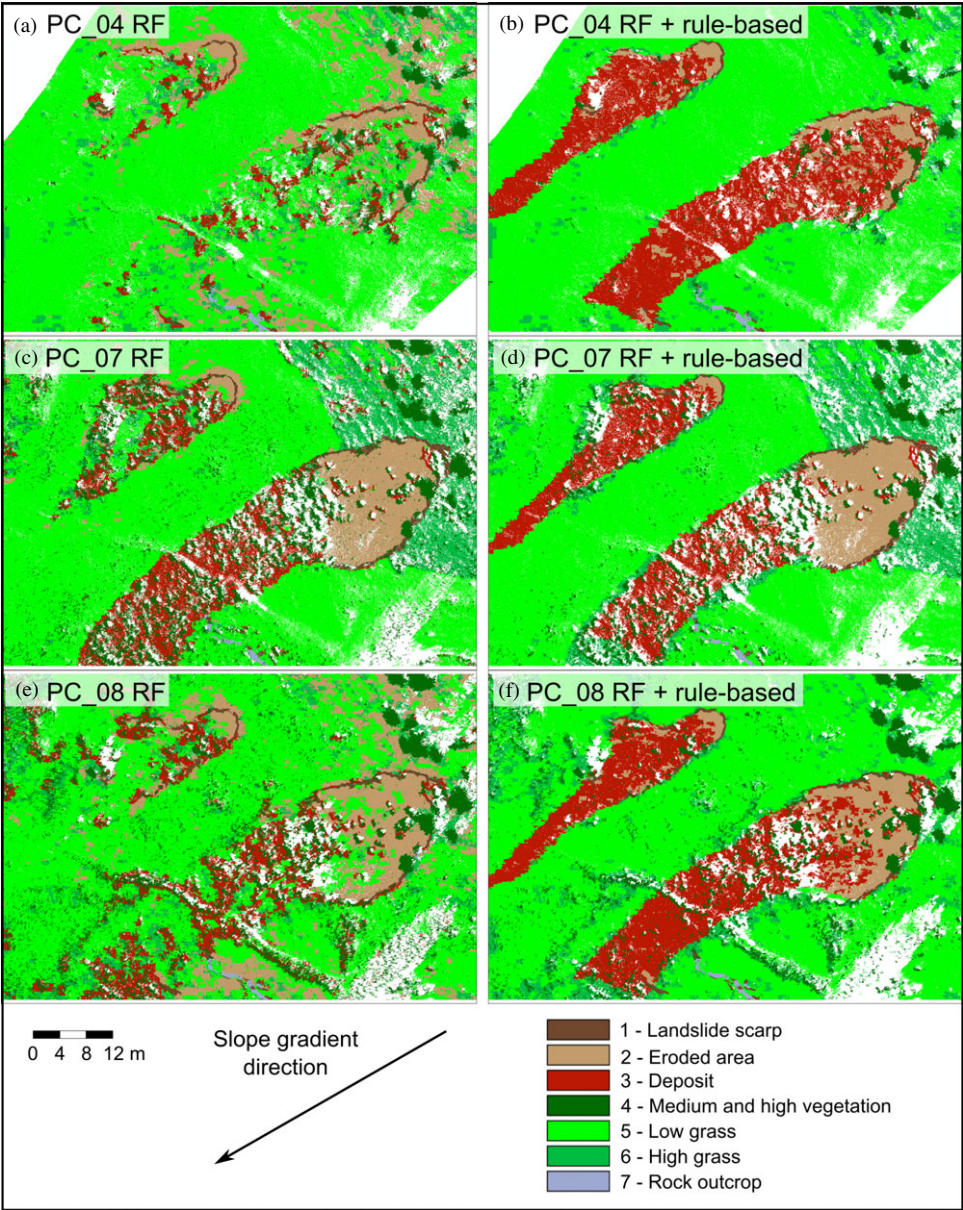 (a) PC_04 RF
(b) PC_04 RF + rule-based
(c) PC_07 RF
(d) PC_07 RF + rule-based
(e) PC_08 RF
(f) PC_08 RF + rule-based
0 4 8 12 m
Slope gradient
direction
1 - Landslide scarp
2 - Eroded area
3 - Deposit
4 - Medium and high vegetation
5 - Low grass
6 - High grass
7 - Rock outcrop